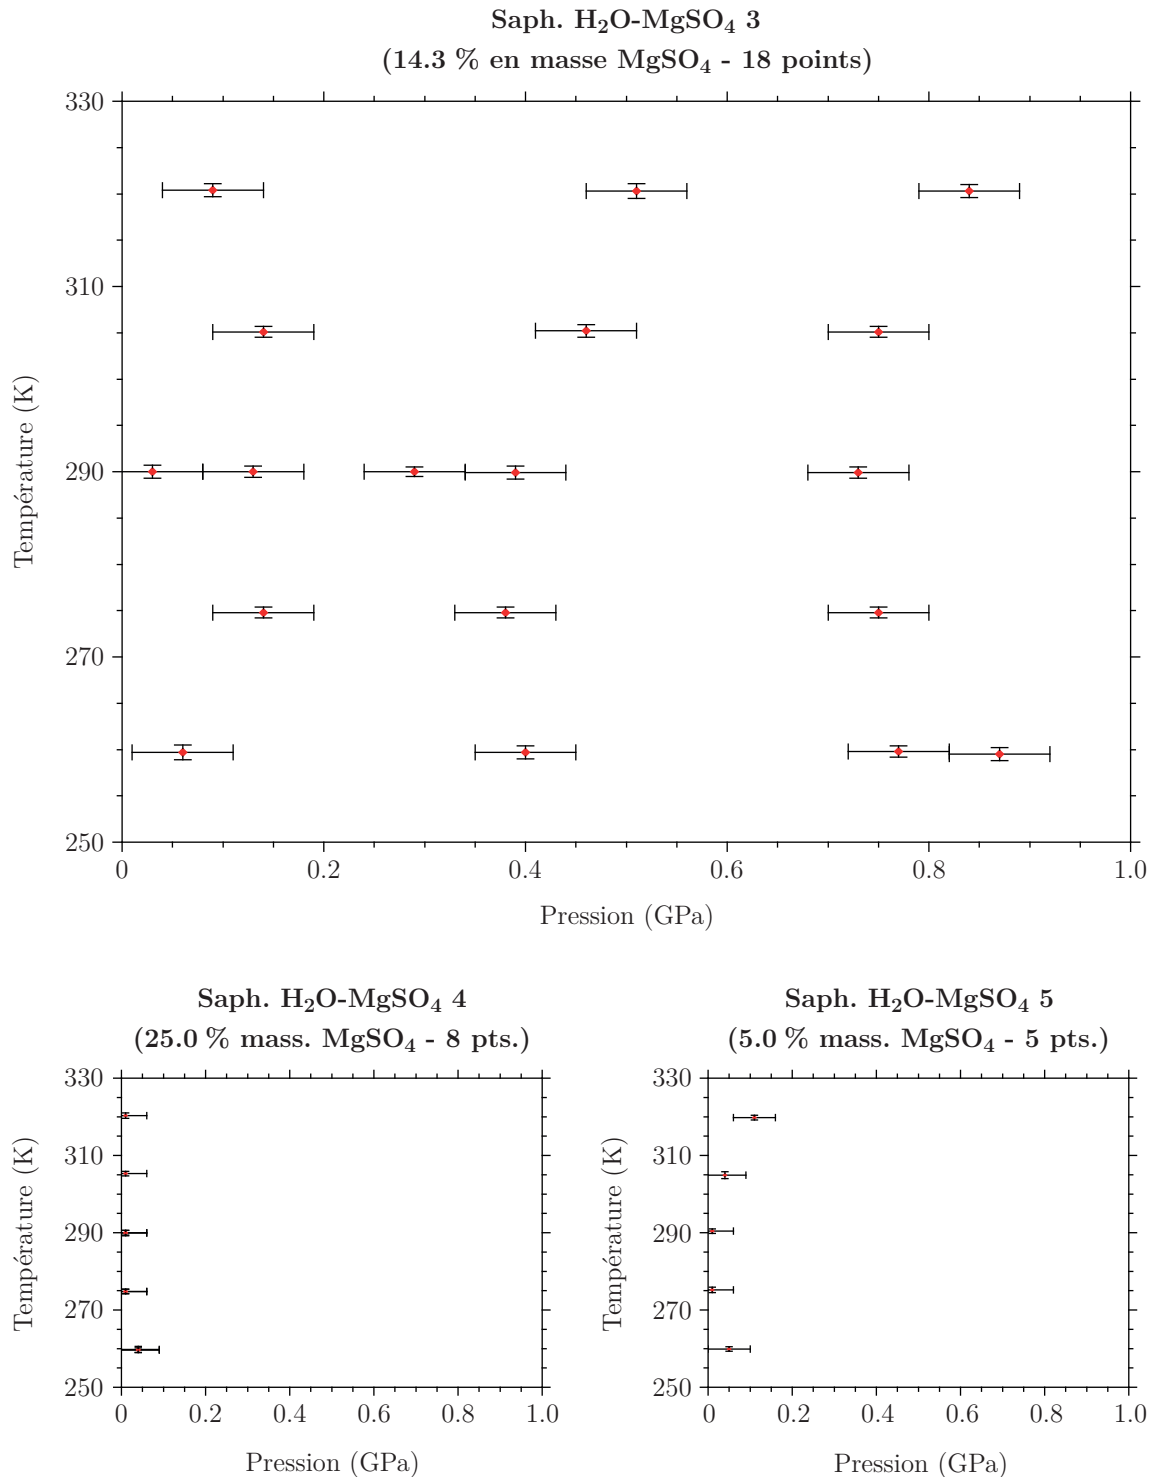 Saph. H₂O-MgSO₄ 3
(14.3 % en masse MgSO₄ - 18 points)
330
310
290
270
250
Température (K)
0 0.2 0.4 0.6 0.8 1.0
Pression (GPa)
Saph. H₂O-MgSO₄ 4
(25.0 % mass. MgSO₄ - 8 pts.)
330
310
290
270
250
Température (K)
0 0.2 0.4 0.6 0.8 1.0
Pression (GPa)
Saph. H₂O-MgSO₄ 5
(5.0 % mass. MgSO₄ - 5 pts.)
330
310
290
270
250
Température (K)
0 0.2 0.4 0.6 0.8 1.0
Pression (GPa)